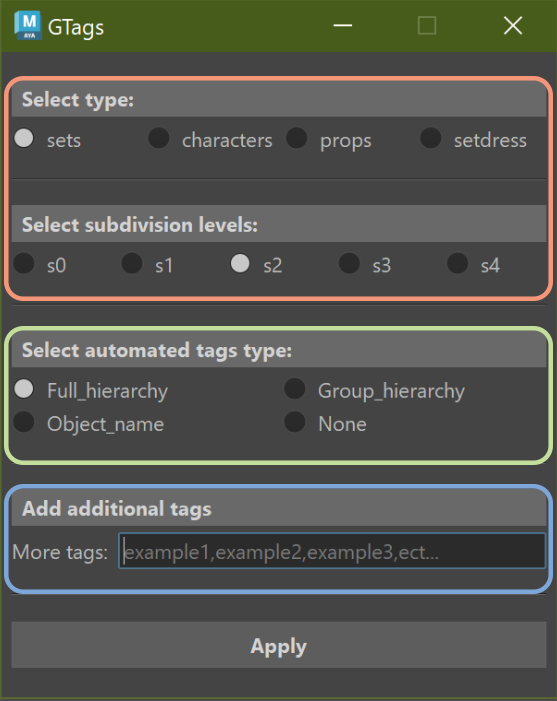 M
AYA
GTags
Select type:
sets characters props setdress
Select subdivision levels:
s0 s1 s2 s3 s4
Select automated tags type:
Full_hierarchy Group_hierarchy
Object_name None
Add additional tags
More tags: example1,example2,example3,ect...
Apply